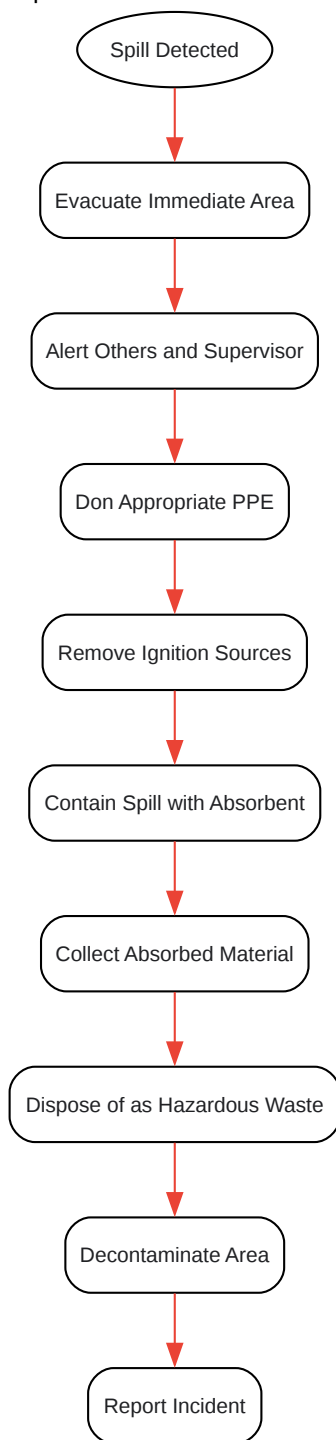 Spill Detected
Evacuate Immediate Area
Alert Others and Supervisor
Don Appropriate PPE
Remove Ignition Sources
Contain Spill with Absorbent
Collect Absorbed Material
Dispose of as Hazardous Waste
Decontaminate Area
Report Incident